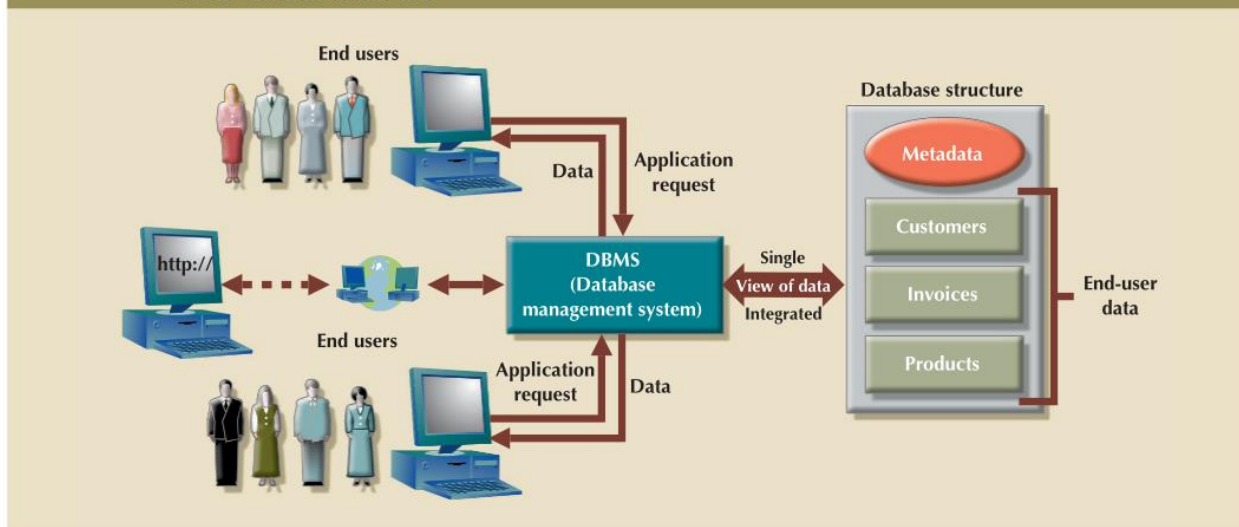 End users
Data
Application
request
http://
DBMS
(Database
management system)
Single
View of data
Integrated
Database structure
Metadata
Customers
Invoices
Products
End-user
data
End users
Application
request
Data